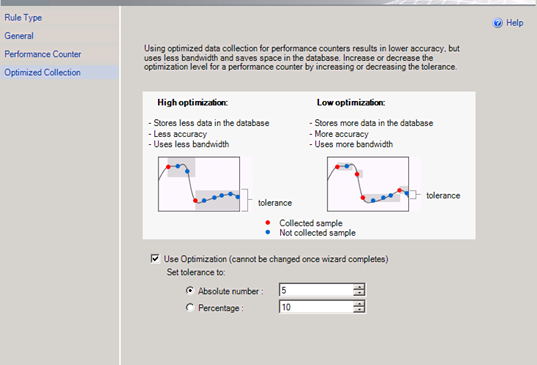 Rule Type
General
Performance Counter
Optimized Collection
Help
Using optimized data collection for performance counters results in lower accuracy, but
uses less bandwidth and saves space in the database. Increase or decrease the
optimization level for a performance counter by increasing or decreasing the tolerance.
High optimization:
- Stores less data in the database
- Less accuracy
- Uses less bandwidth
tolerance
Low optimization:
- Stores more data in the database
- More accuracy
- Uses more bandwidth
tolerance
Collected sample
Not collected sample
Use Optimization (cannot be changed once wizard completes)
Set tolerance to:
Absolute number : 5
Percentage : 10